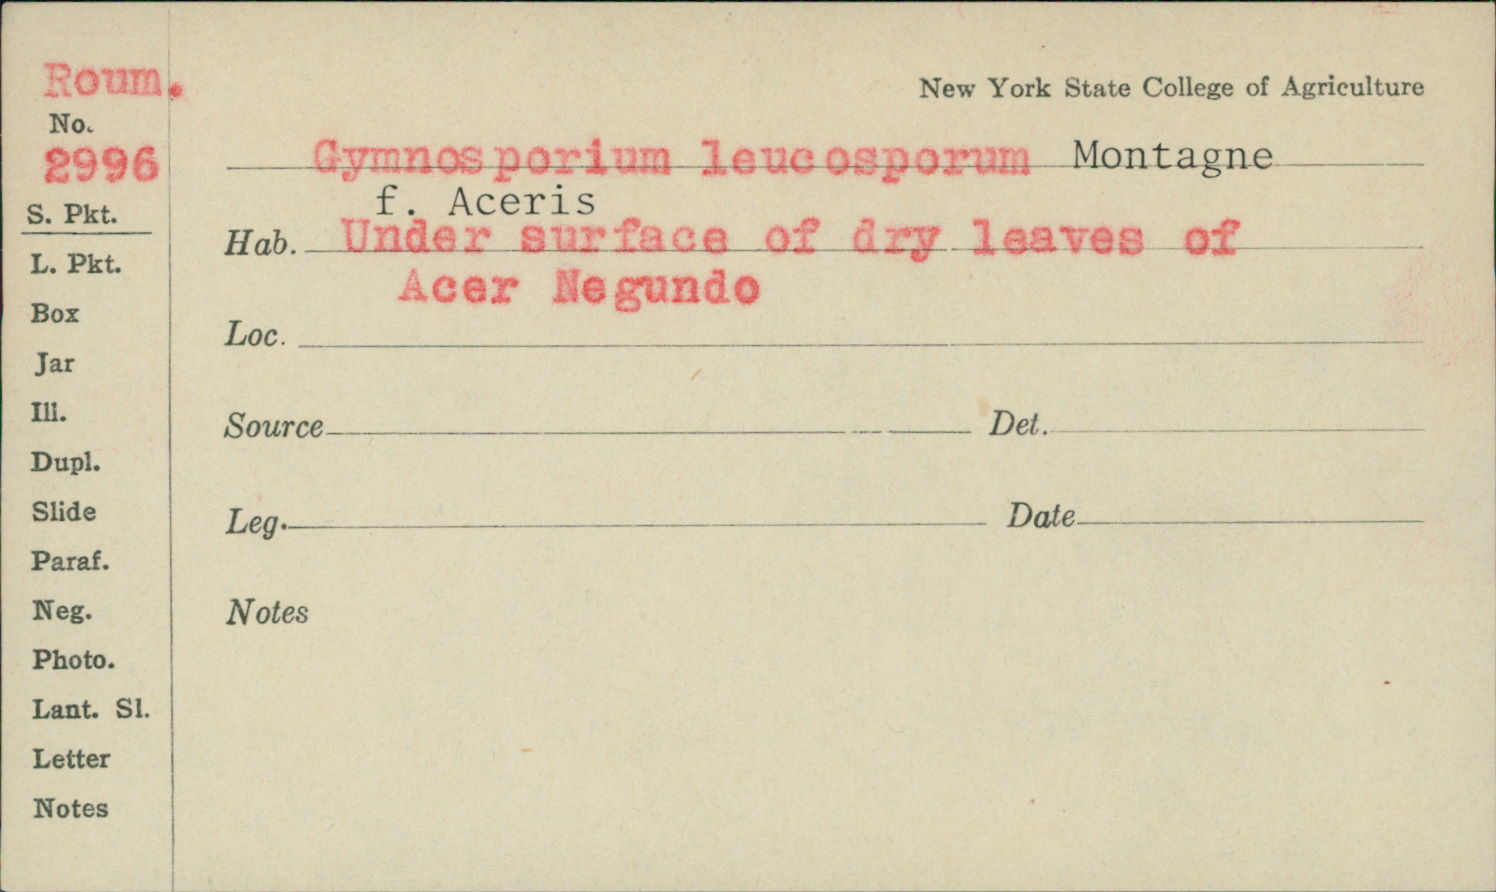 Roum.
No.
2996
S. Pkt.
L. Pkt.
Box
Jar
Ill.
Dupl.
Slide
Paraf.
Neg.
Photo.
Lant. Sl.
Letter
Notes
New York State College of Agriculture
Gymnosporium leucosporum Montagne
f. Aceris
Hab. Under surface of dry leaves of
Acer Negundo
Loc.
Source Det.
Leg. Date
Notes